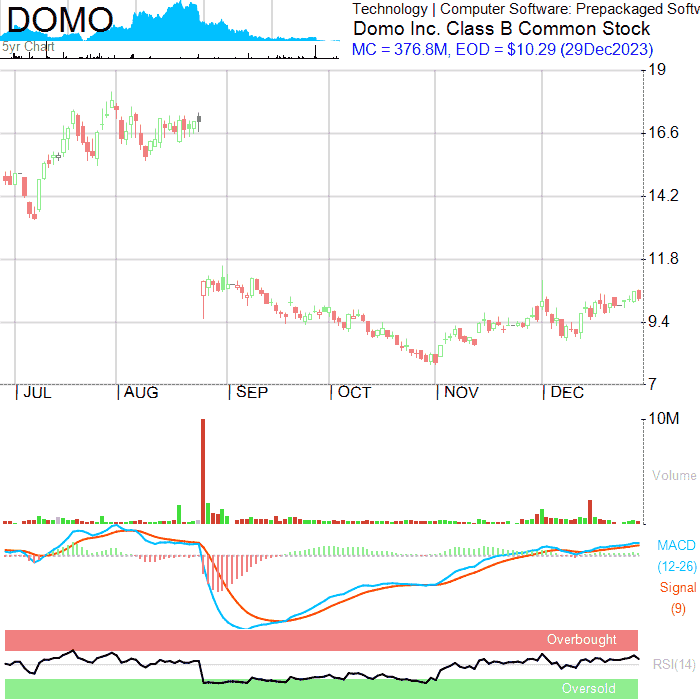 DOMO
5yr Chart
Technology | Computer Software: Prepackaged Softw
Domo Inc. Class B Common Stock
MC = 376.8M, EOD = $10.29 (29Dec2023)
19
16.6
14.2
11.8
9.4
7
JUL AUG SEP OCT NOV DEC
10M
Volume
MACD
(12-26)
Signal
(9)
Overbought
RSI(14)
Oversold